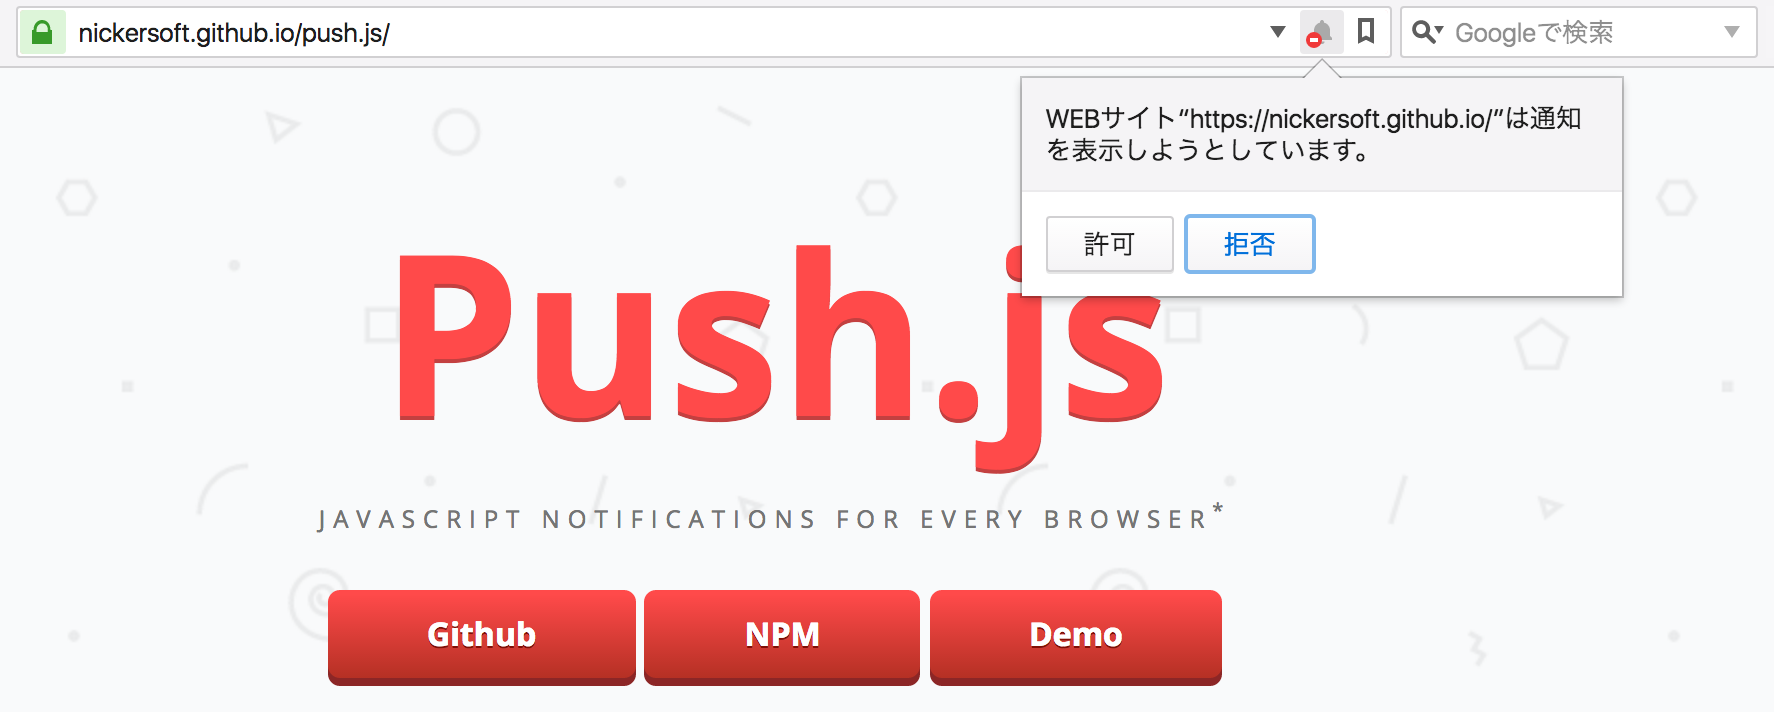 nickersoft.github.io/push.js/
Googleで検索
WEBサイト“https://nickersoft.github.io/”は通知
を表示しようとしています。
許可
拒否
Push.js
JAVASCRIPT NOTIFICATIONS FOR EVERY BROWSER*
Github
NPM
Demo